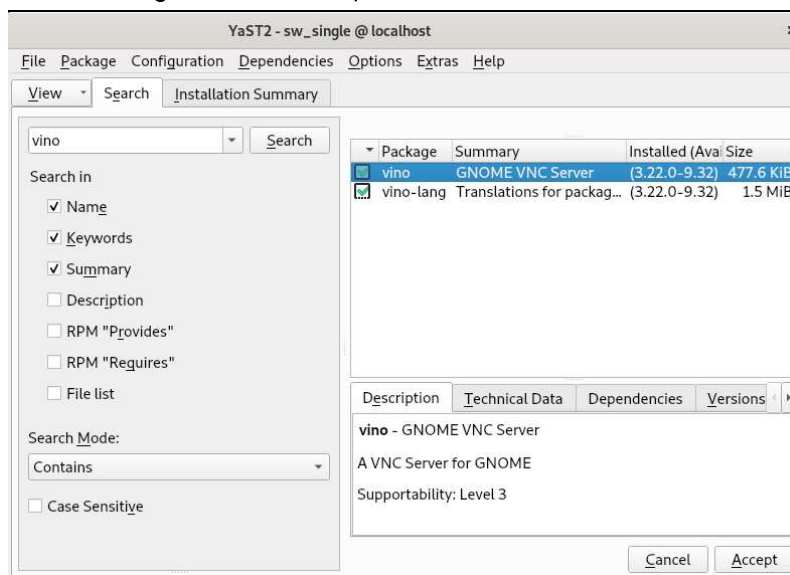 YaST2 - sw_single @ localhost
File Package Configuration Dependencies Options Extras Help
View Search Installation Summary
vino Search
Search in
Name
Keywords
Summary
Description
RPM "Provides"
RPM "Requires"
File list
Search Mode:
Contains
Case Sensitive
Package Summary Installed (Avai Size
vino GNOME VNC Server (3.22.0-9.32) 477.6 KiB
vino-lang Translations for packag... (3.22.0-9.32) 1.5 MiB
Description Technical Data Dependencies Versions
vino - GNOME VNC Server
A VNC Server for GNOME
Supportability: Level 3
Cancel Accept